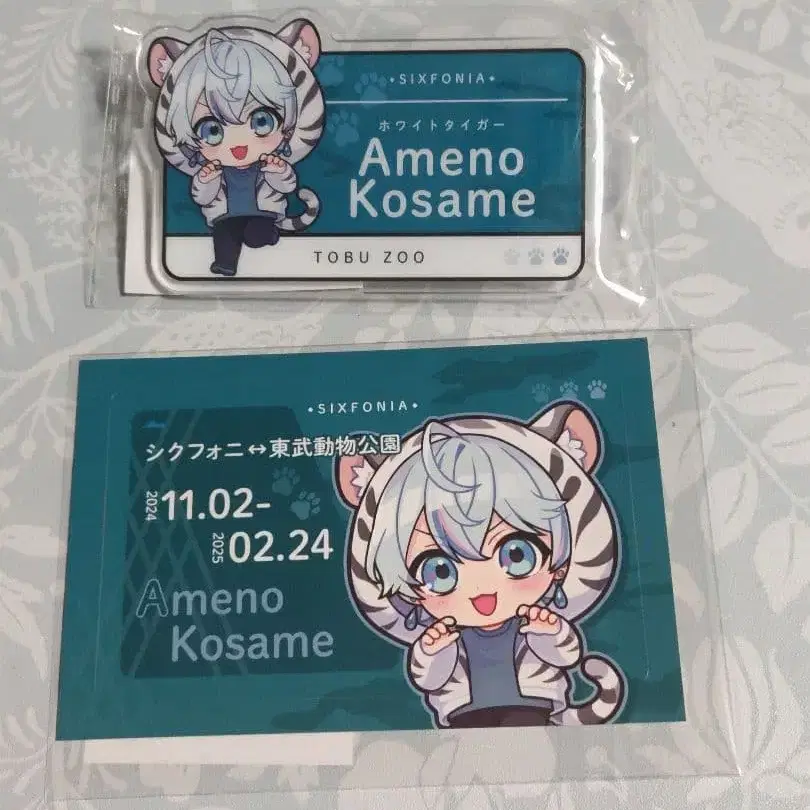 •SIXFONIA•
ホワイトタイガー
Ameno
Kosame
TOBU ZOO
•SIXFONIA•
シクフォニ↔東武動物公園
2024 11.02-
2025 02.24
Ameno
Kosame